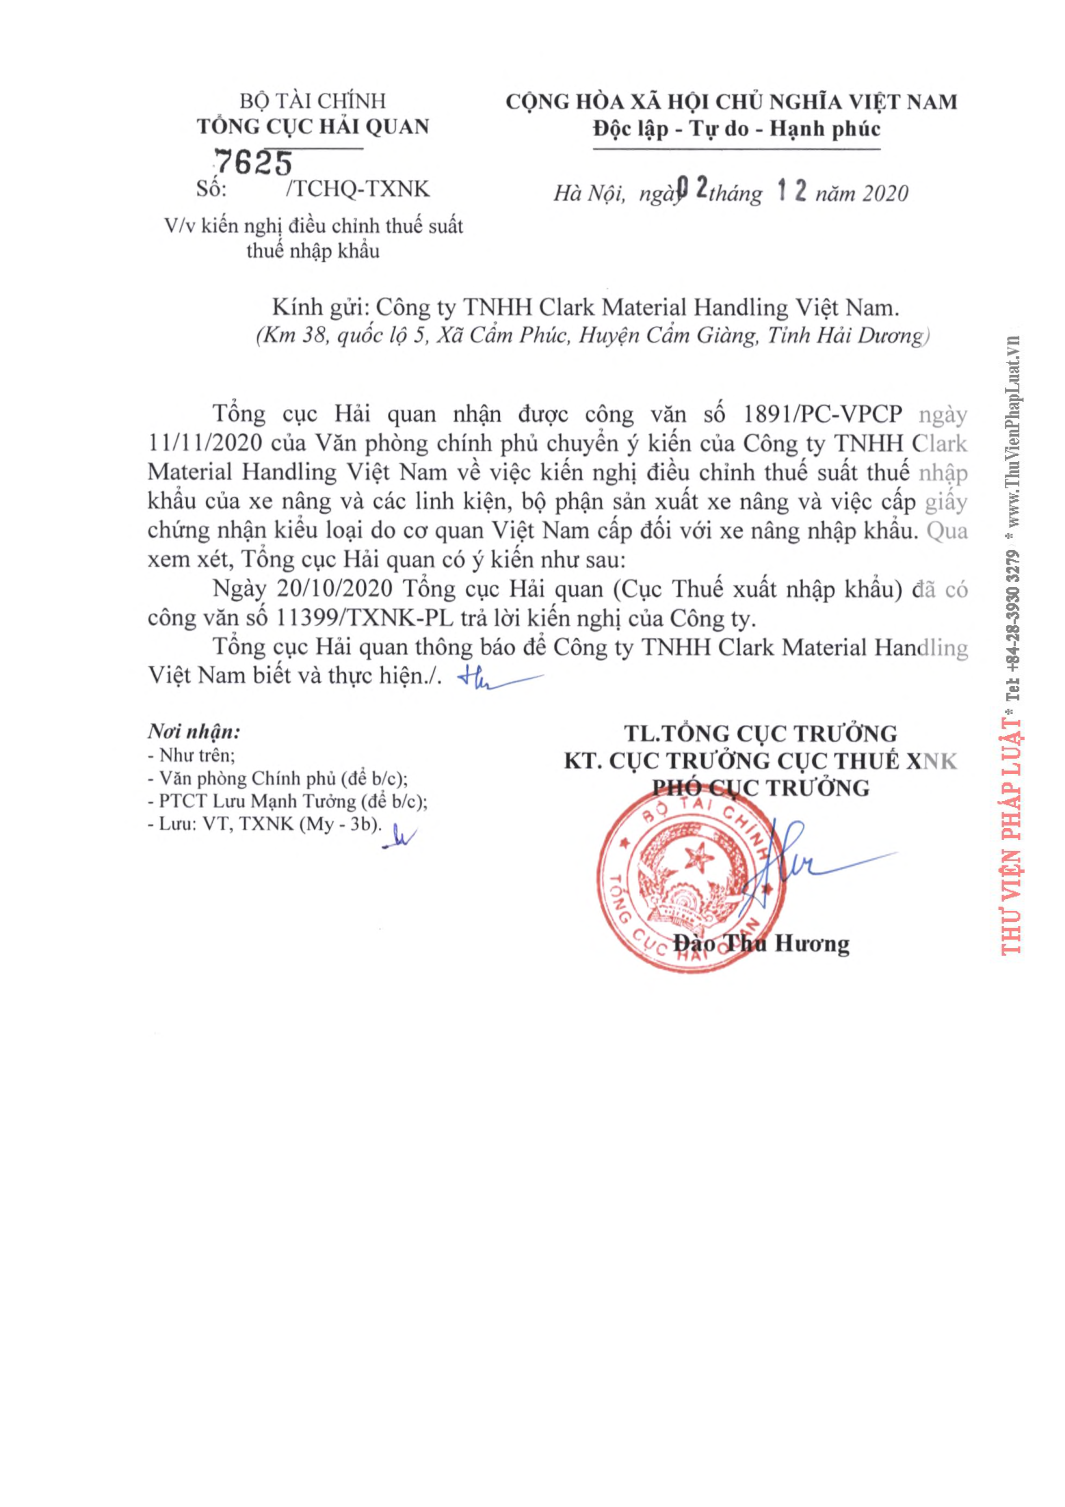 BỘ TÀI CHÍNH
TỔNG CỤC HẢI QUAN
7625
Số: /TCHQ-TXNK
V/v kiến nghị điều chỉnh thuế suất
thuế nhập khẩu
CỘNG HÒA XÃ HỘI CHỦ NGHĨA VIỆT NAM
Độc lập - Tự do - Hạnh phúc
Hà Nội, ngày 02 tháng 12 năm 2020
Kính gửi: Công ty TNHH Clark Material Handling Việt Nam.
(Km 38, quốc lộ 5, Xã Cẩm Phúc, Huyện Cẩm Giàng, Tỉnh Hải Dương)
Tổng cục Hải quan nhận được công văn số 1891/PC-VPCP ngày
11/11/2020 của Văn phòng chính phủ chuyển ý kiến của Công ty TNHH Clark
Material Handling Việt Nam về việc kiến nghị điều chỉnh thuế suất thuế nhập
khẩu của xe nâng và các linh kiện, bộ phận sản xuất xe nâng và việc cấp giấy
chứng nhận kiểu loại do cơ quan Việt Nam cấp đối với xe nâng nhập khẩu. Qua
xem xét, Tổng cục Hải quan có ý kiến như sau:
Ngày 20/10/2020 Tổng cục Hải quan (Cục Thuế xuất nhập khẩu) đã có
công văn số 11399/TXNK-PL trả lời kiến nghị của Công ty.
Tổng cục Hải quan thông báo để Công ty TNHH Clark Material Handling
Việt Nam biết và thực hiện./.
Nơi nhận:
- Như trên;
- Văn phòng Chính phủ (để b/c);
- PTCT Lưu Mạnh Tưởng (để b/c);
- Lưu: VT, TXNK (My - 3b).
TL.TỔNG CỤC TRƯỞNG
KT. CỤC TRƯỞNG CỤC THUẾ XNK
PHÓ CỤC TRƯỞNG
BỘ TÀI CHÍNH
TỔNG CỤC HẢI QUAN
Đào Thu Hương
THƯ VIỆN PHÁP LUẬT * Tel: +84-28-3930 3279 * www.ThuVienPhapLuat.vn